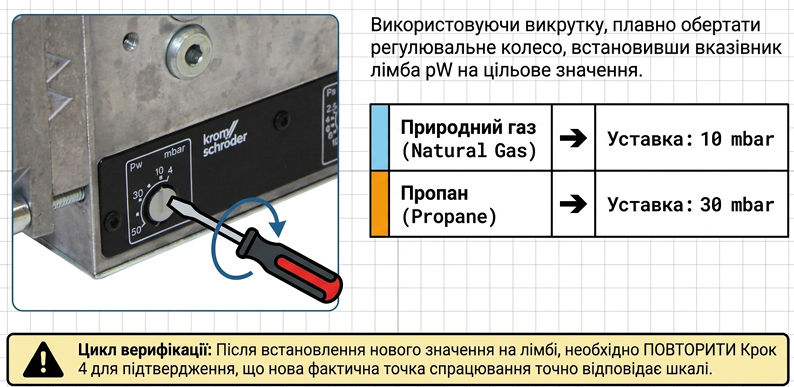 Використовуючи викрутку, плавно обертати
регулювальне колесо, встановивши вказівник
лімба pW на цільове значення.
Ps
krom
schroder
Pw
mbar
10
4
30
50
Природний газ
(Natural Gas)
➔
Уставка: 10 mbar
Пропан
(Propane)
➔
Уставка: 30 mbar
Цикл верифікації: Після встановлення нового значення на лімбі, необхідно ПОВТОРИТИ Крок
4 для підтвердження, що нова фактична точка спрацювання точно відповідає шкалі.